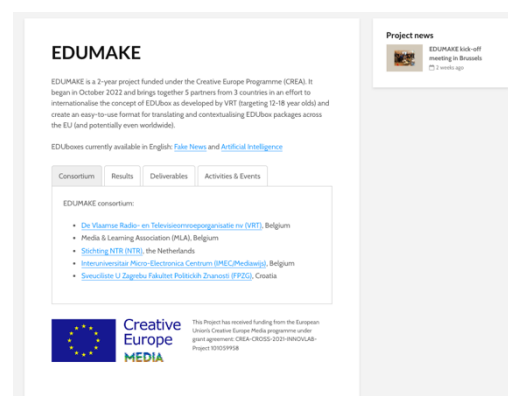 EDUMAKE
EDUMAKE is a 2-year project funded under the Creative Europe Programme (CREA). It
began in October 2022 and brings together 5 partners from 3 countries in an effort to
internationalise the concept of EDUbox as developed by VRT (targeting 12-18 year olds) and
create an easy-to-use format for translating and contextualising EDUbox packages across
the EU (and potentially even worldwide).
EDUboxes currently available in English: Fake News and Artificial Intelligence
Consortium
Results
Deliverables
Activities & Events
EDUMAKE consortium:
De Vlaamse Radio- en Televisieomroeporganisatie nv (VRT), Belgium
Media & Learning Association (MLA), Belgium
Stichting NTR (NTR), the Netherlands
Interuniversitair Micro-Electronica Centrum (IMEC/Mediawijs), Belgium
Sveuciliste U Zagrebu Fakultet Politickih Znanosti (FPZG), Croatia
Creative
Europe
MEDIA
This Project has received funding from the European
Union's Creative Europe Media programme under
grant agreement: CREA-CROSS-2021-INNOVLAB-
Project 101059958
Project news
EDUMAKE kick-off
meeting in Brussels
2 weeks ago